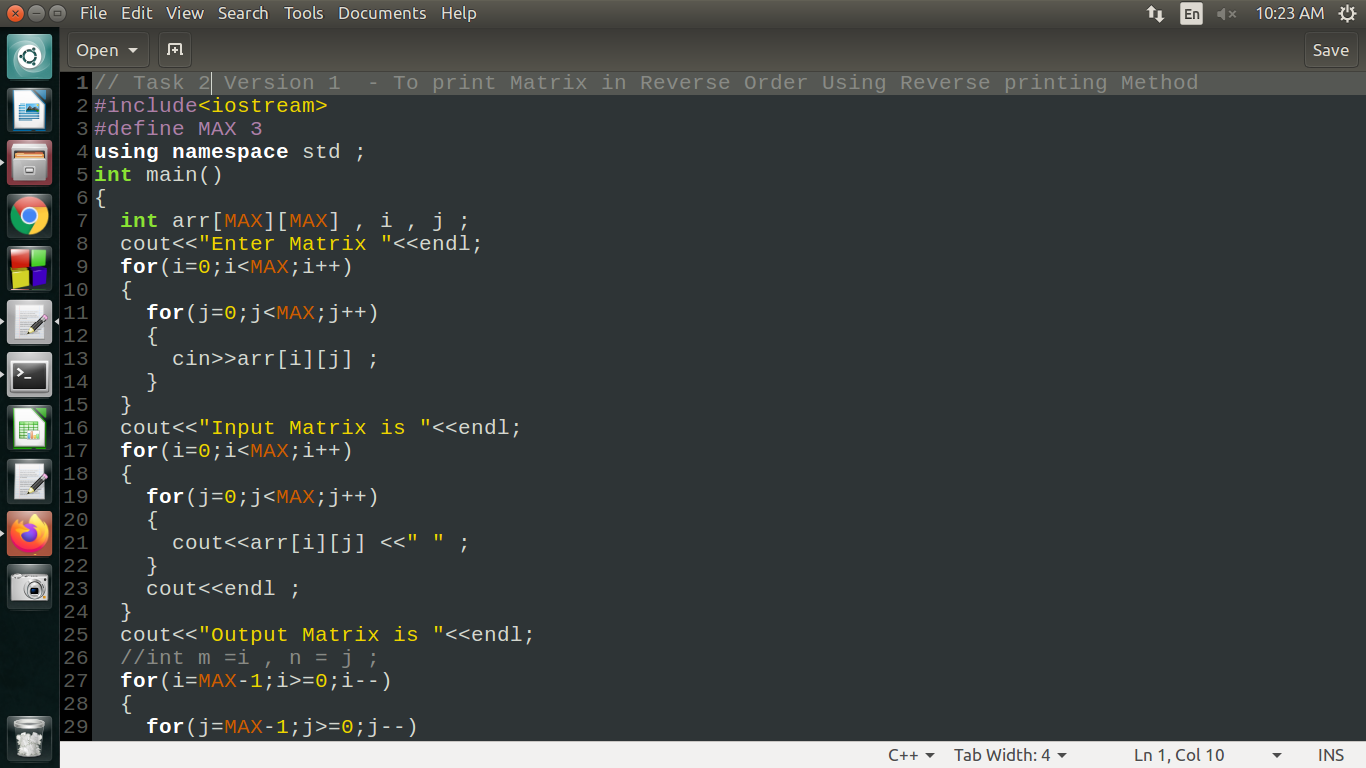 File Edit View Search Tools Documents Help En 10:23 AM
Open Save
1 // Task 2 Version 1  - To print Matrix in Reverse Order Using Reverse printing Method
2 #include<iostream>
3 #define MAX 3
4 using namespace std ;
5 int main()
6 {
7   int arr[MAX][MAX] , i , j ;
8   cout<<"Enter Matrix "<<endl;
9   for(i=0;i<MAX;i++)
10   {
11     for(j=0;j<MAX;j++)
12     {
13       cin>>arr[i][j] ;
14     }
15   }
16   cout<<"Input Matrix is "<<endl;
17   for(i=0;i<MAX;i++)
18   {
19     for(j=0;j<MAX;j++)
20     {
21       cout<<arr[i][j] <<" " ;
22     }
23     cout<<endl ;
24   }
25   cout<<"Output Matrix is "<<endl;
26   //int m =i , n = j ;
27   for(i=MAX-1;i>=0;i--)
28   {
29     for(j=MAX-1;j>=0;j--)
C++ Tab Width: 4 Ln 1, Col 10 INS